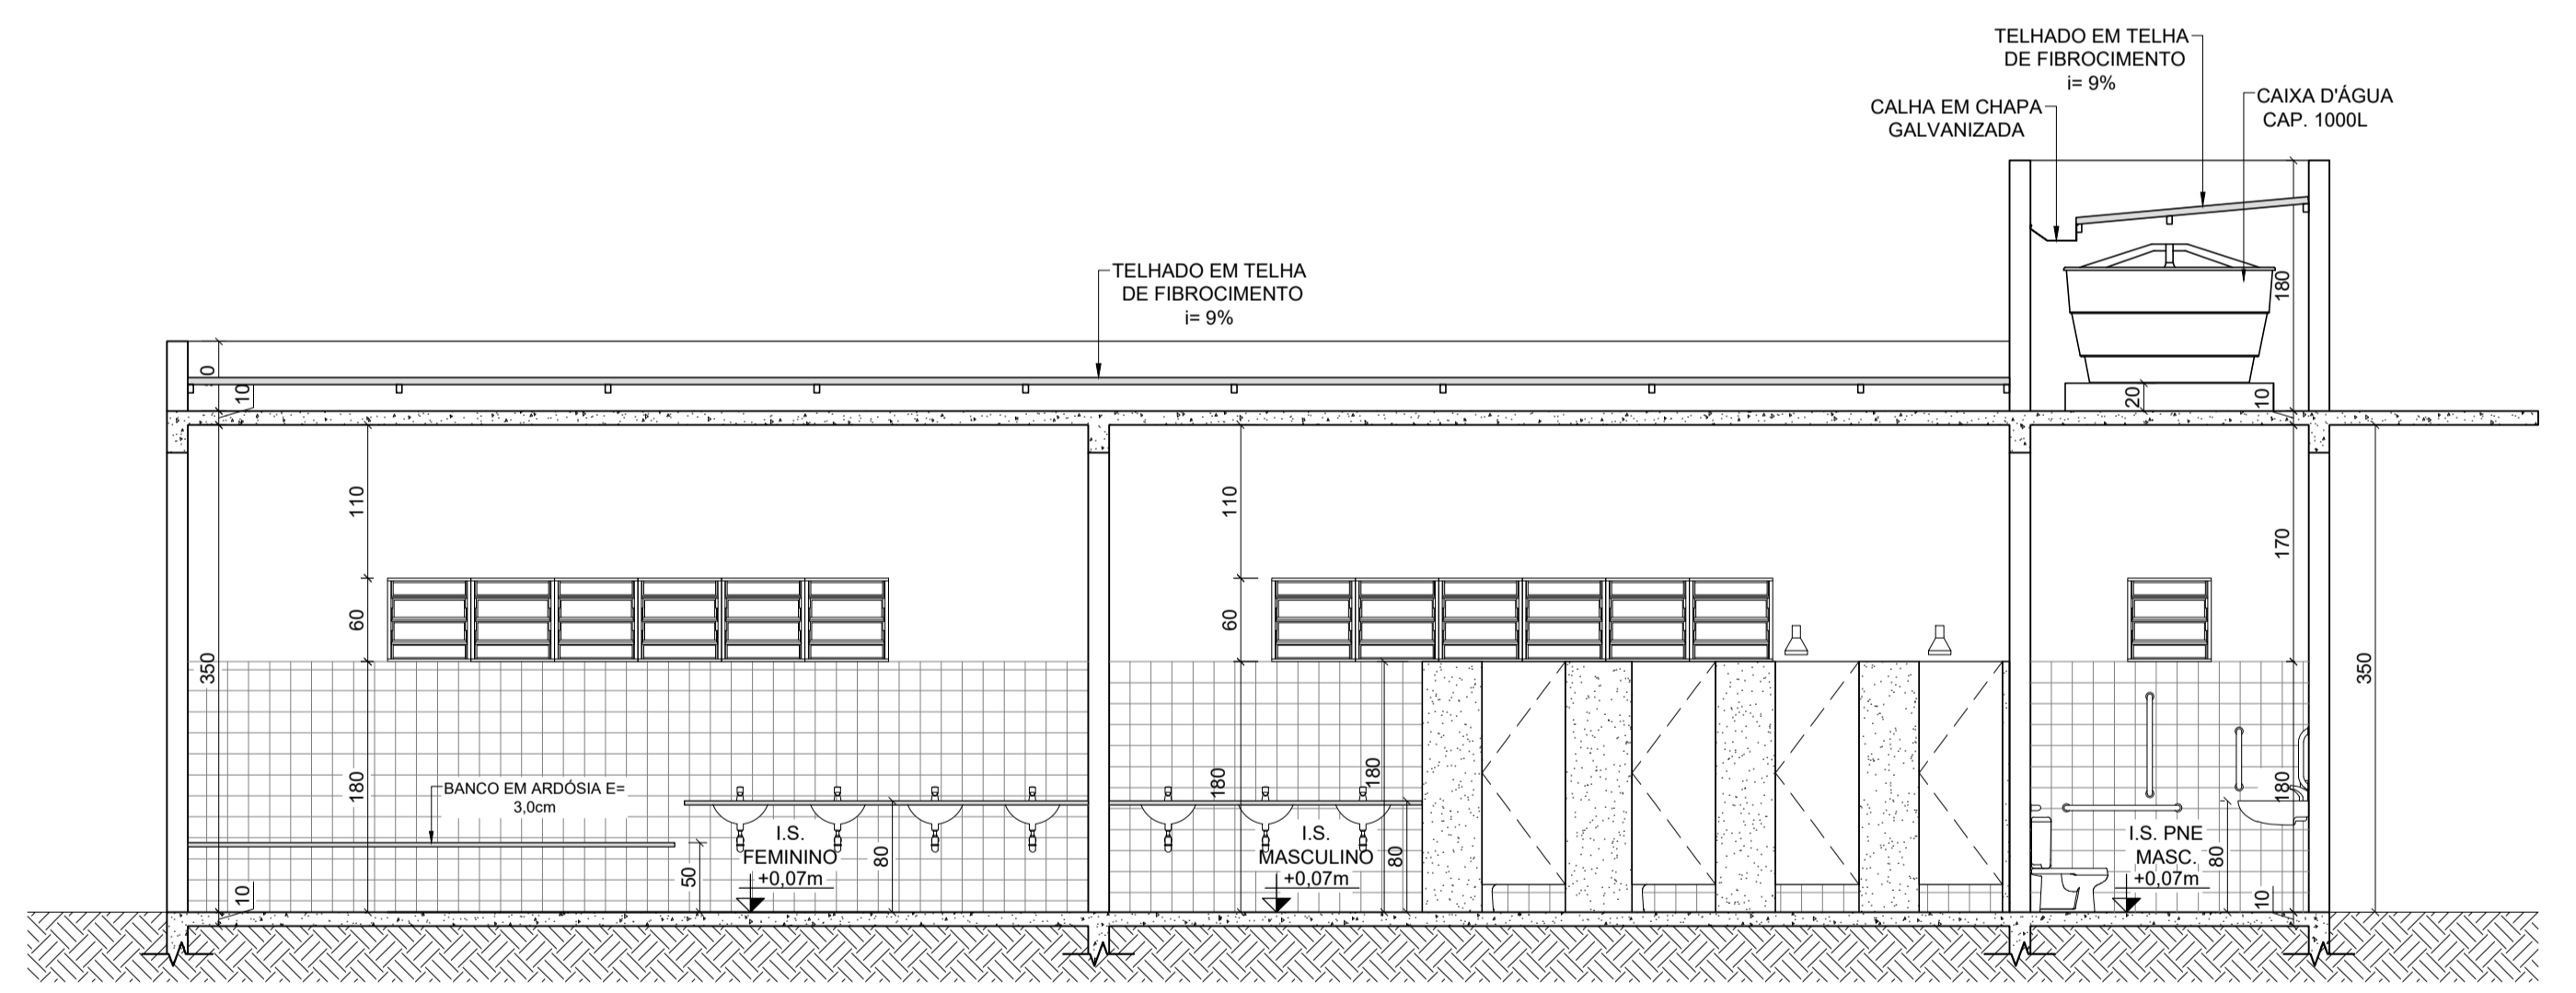 TELHADO EM TELHA
DE FIBROCIMENTO
i= 9%
CALHA EM CHAPA
GALVANIZADA
CAIXA D'ÁGUA
CAP. 1000L
TELHADO EM TELHA
DE FIBROCIMENTO
i= 9%
180
10
20
10
110
110
170
60
60
350
350
180
180
180
180
BANCO EM ARDÓSIA E=
3,0cm
I.S.
FEMININO
+0,07m
50
80
I.S.
MASCULINO
+0,07m
80
I.S. PNE
MASC.
+0,07m
80
10
10